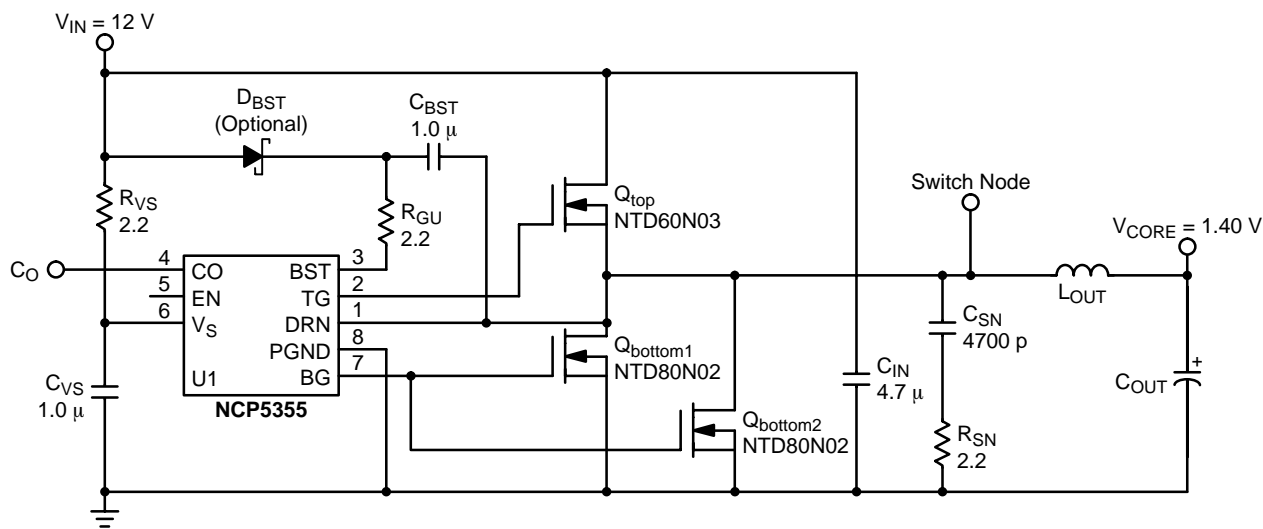 V_IN = 12 V
D_BST
(Optional)
C_BST
1.0 μ
R_VS
2.2
R_GU
2.2
Q_top
NTD60N03
Switch Node
V_CORE = 1.40 V
C_O
4
CO
BST
3
5
EN
TG
2
6
V_S
DRN
1
PGND
8
BG
7
U1
NCP5355
C_VS
1.0 μ
Q_bottom1
NTD80N02
Q_bottom2
NTD80N02
C_IN
4.7 μ
C_SN
4700 p
R_SN
2.2
L_OUT
C_OUT
+